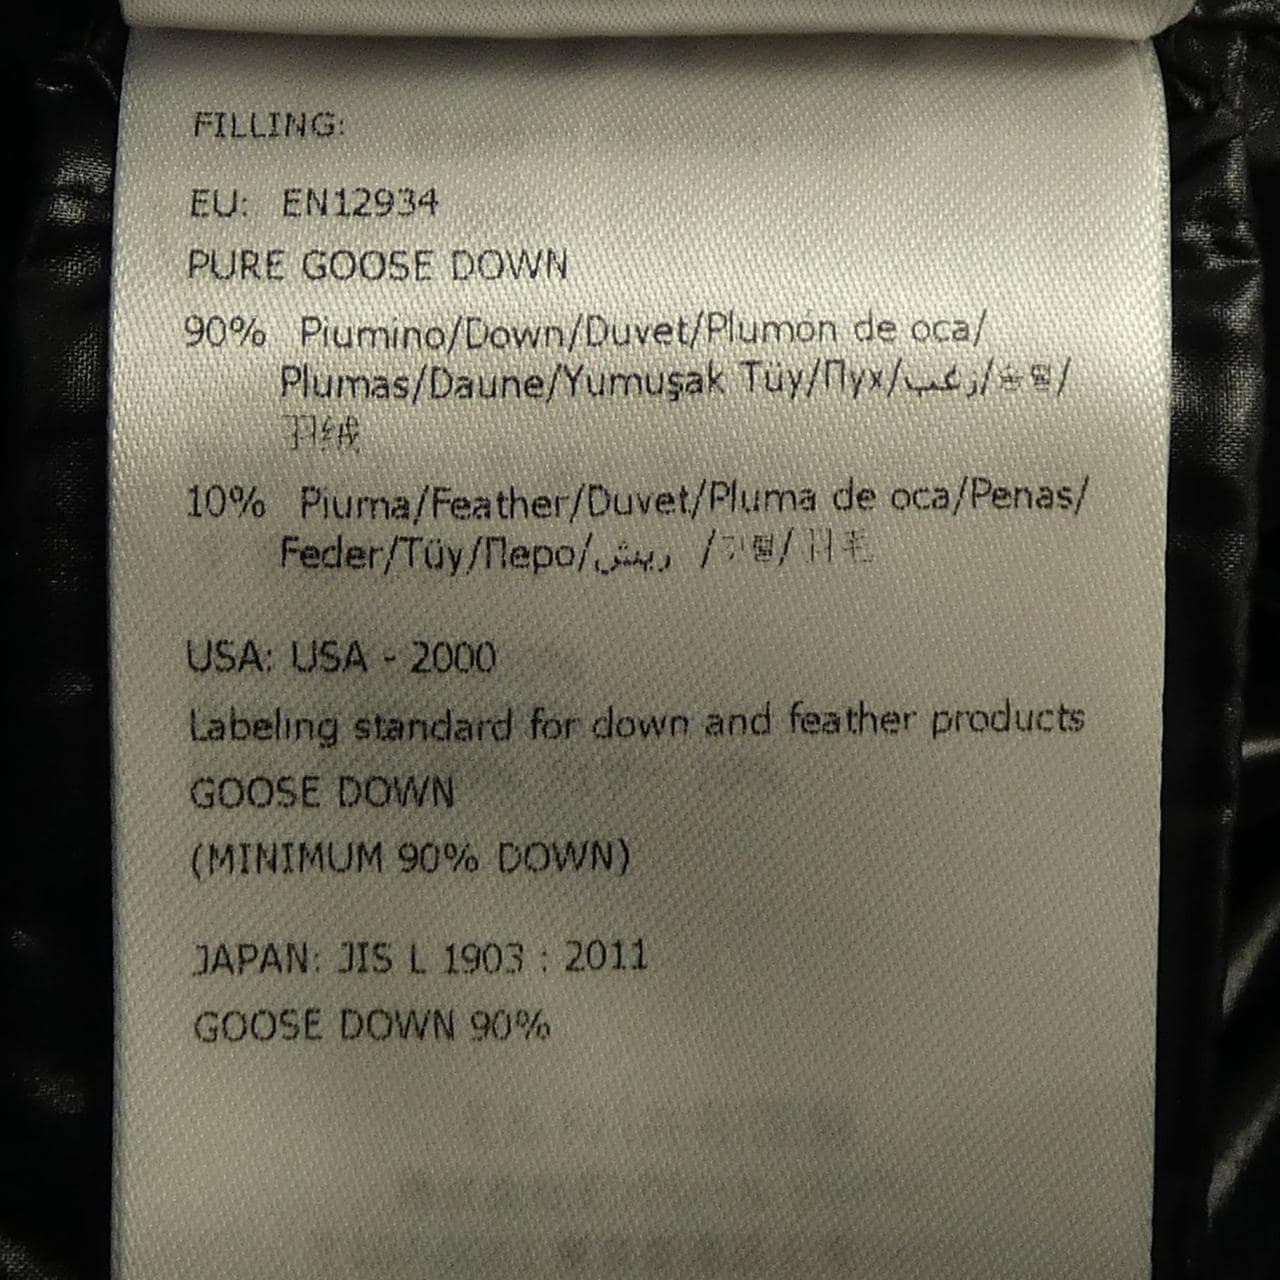 FILLING:
EU: EN12934
PURE GOOSE DOWN
90% Piumino/Down/Duvet/Plumón de oca/
Plumas/Daune/Yumuşak Tüy/Пух/زغب/솜털/
羽绒
10% Piuma/Feather/Duvet/Pluma de oca/Penas/
Feder/Tüy/Перо/ريش /깃털/羽毛
USA: USA - 2000
Labeling standard for down and feather products
GOOSE DOWN
(MINIMUM 90% DOWN)
JAPAN: JIS L 1903 : 2011
GOOSE DOWN 90%